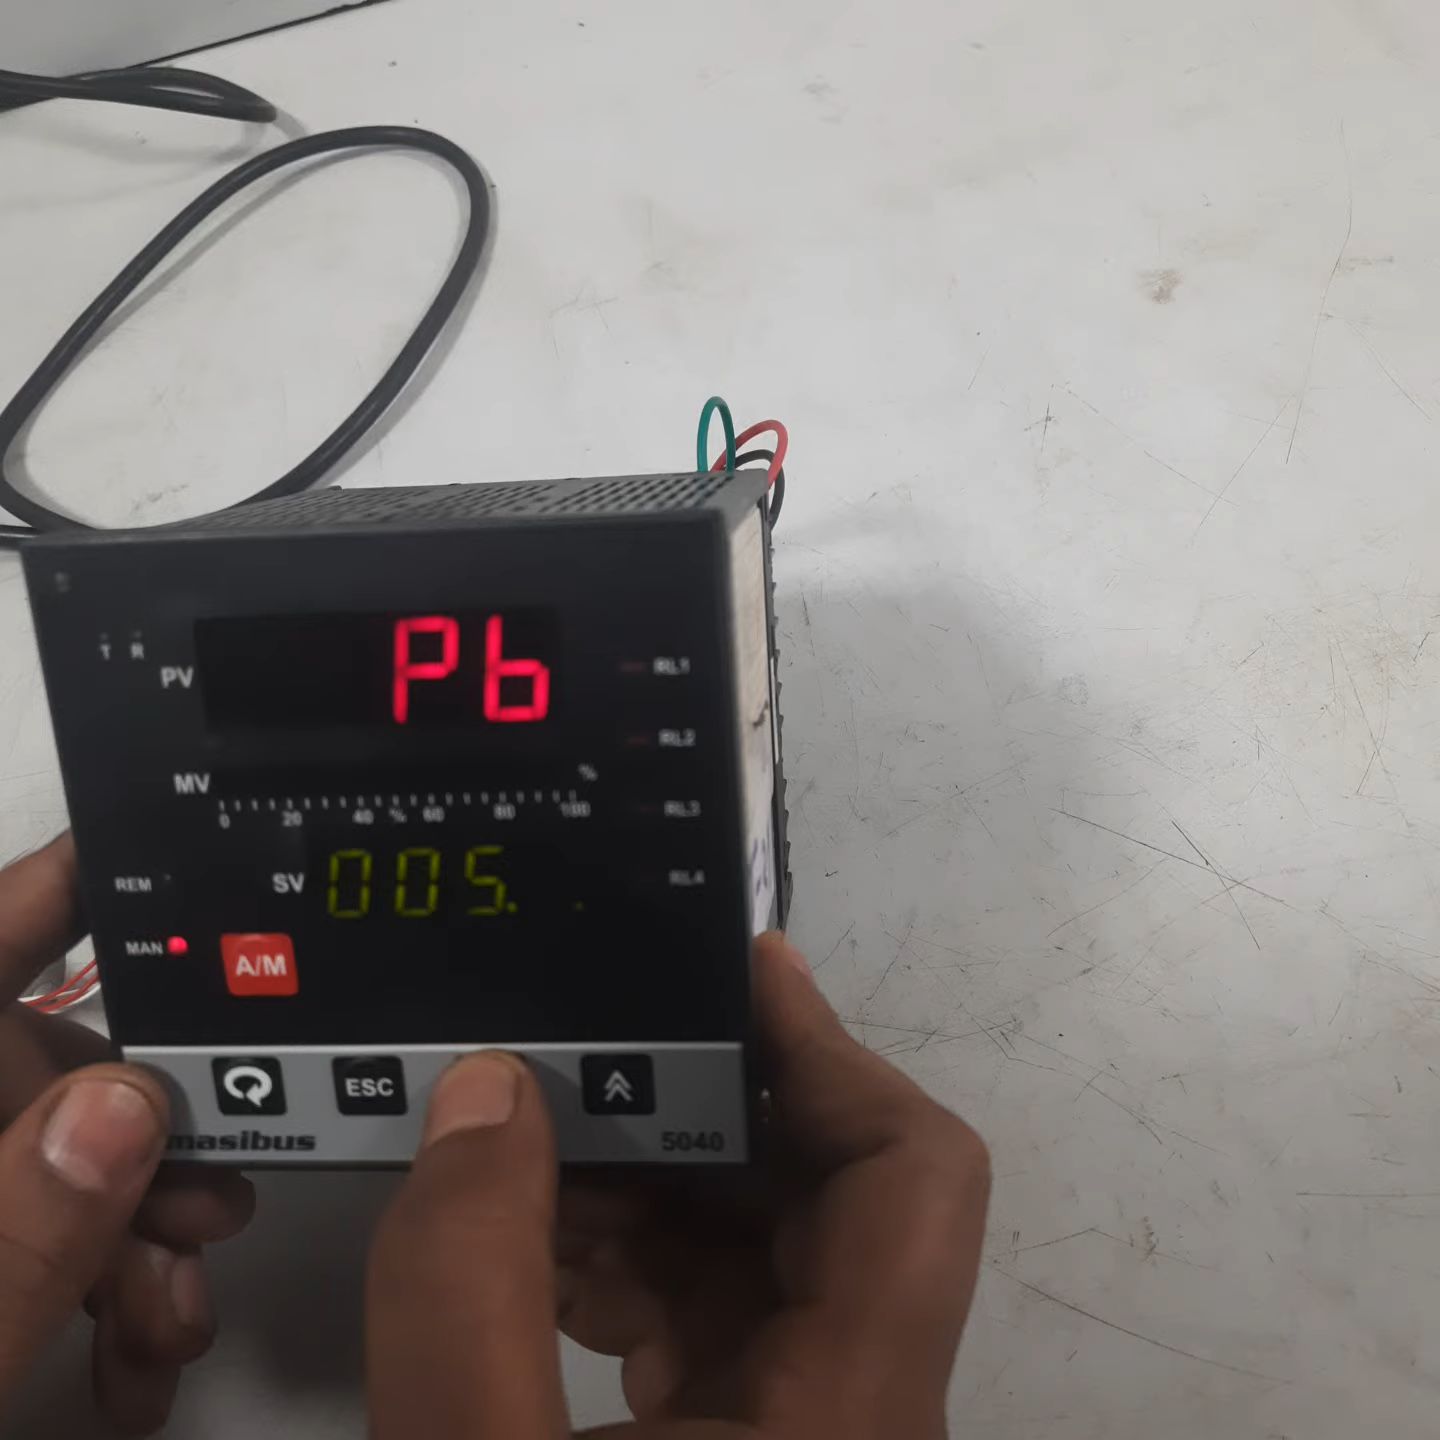 Pb
T R
PV
RL1
RL2
MV
%
0 20 40 % 60 80 100
RL3
REM
SV 005.
RL4
MAN
A/M
ESC
masibus
5040